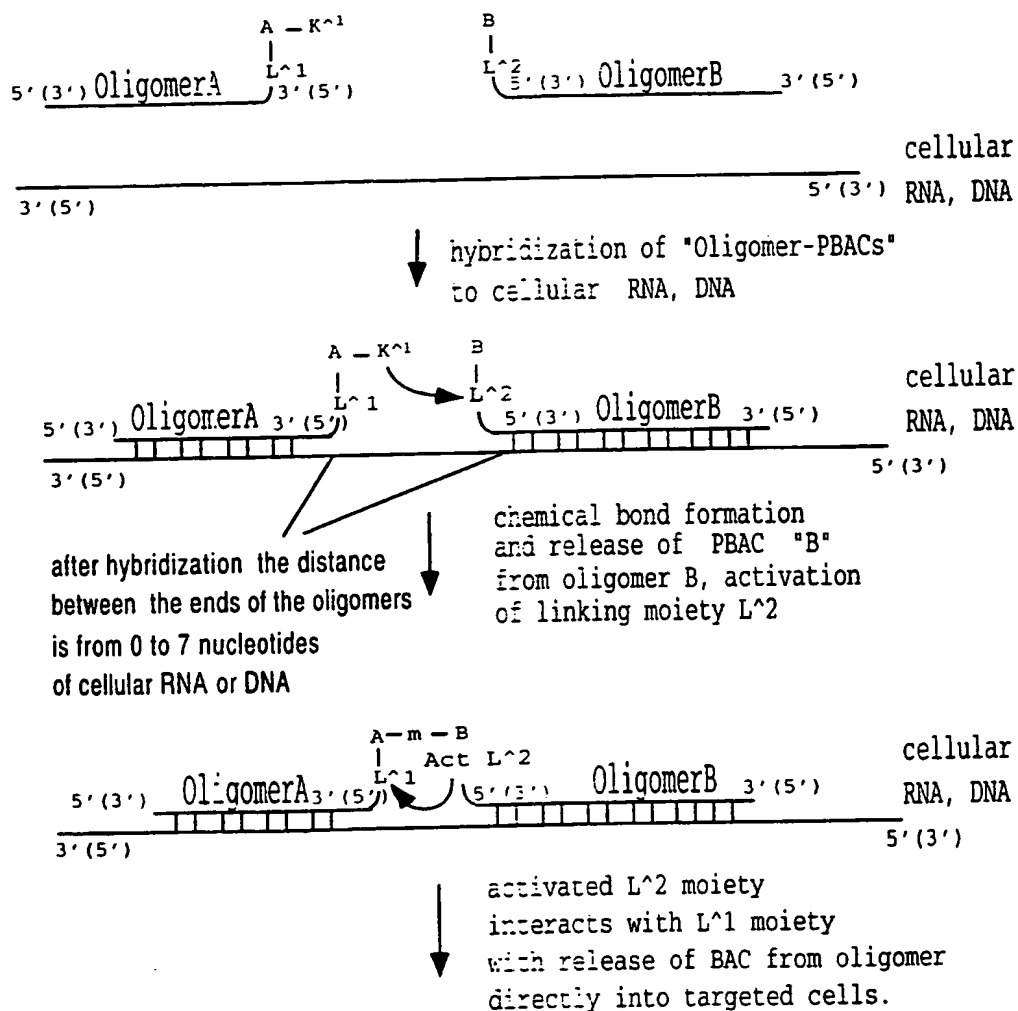 A – K^1
B
L^1
L^2
5'(3') OligomerA 3'(5')
5'(3') OligomerB 3'(5')
cellular
RNA, DNA
3'(5')
5'(3')
hybridization of "Oligomer-PBACs"
to cellular RNA, DNA
A – K^1
B
L^1
L^2
5'(3') OligomerA 3'(5')
5'(3') OligomerB 3'(5')
cellular
RNA, DNA
3'(5')
5'(3')
after hybridization the distance
between the ends of the oligomers
is from 0 to 7 nucleotides
of cellular RNA or DNA
chemical bond formation
and release of PBAC "B"
from oligomer B, activation
of linking moiety L^2
A–m–B
L^1 Act L^2
5'(3') OligomerA 3'(5')
5'(3') OligomerB 3'(5')
cellular
RNA, DNA
3'(5')
5'(3')
activated L^2 moiety
interacts with L^1 moiety
with release of BAC from oligomer
directly into targeted cells.